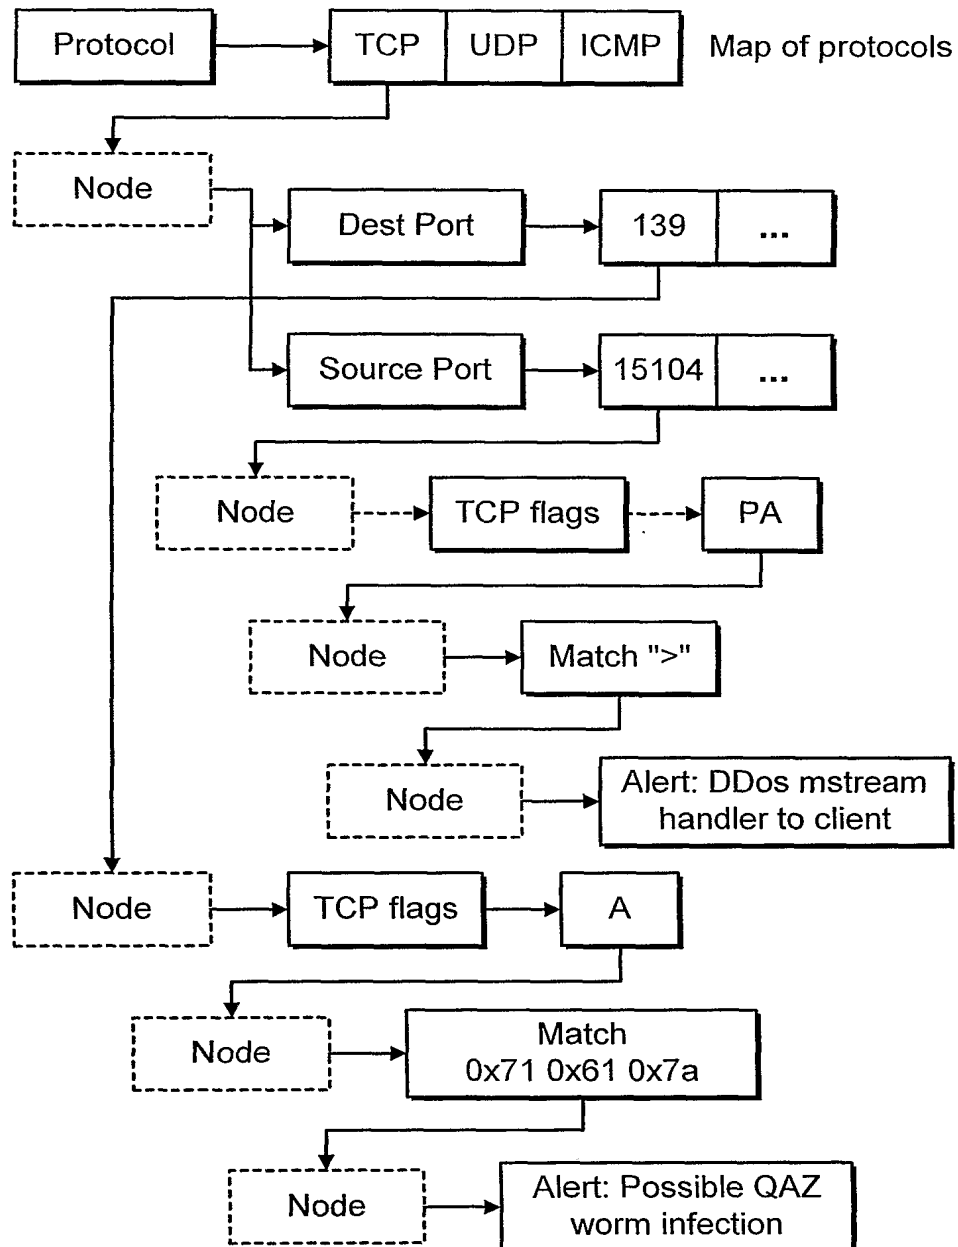 Protocol
TCP UDP ICMP
Map of protocols
Node
Dest Port
139 ...
Source Port
15104 ...
Node
TCP flags
PA
Node
Match ">"
Node
Alert: DDos mstream
handler to client
Node
TCP flags
A
Node
Match
0x71 0x61 0x7a
Node
Alert: Possible QAZ
worm infection